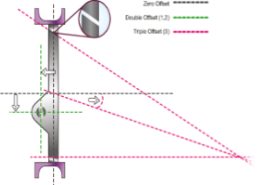 Zero Offset
Double Offset (1,2)
Triple Offset (3)